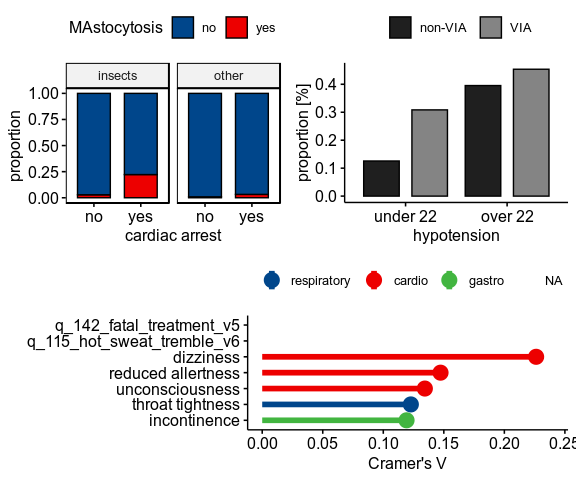 MAstocytosis no yes
insects other
1.00
0.75
0.50
0.25
0.00
proportion
no yes no yes
cardiac arrest
non-VIA VIA
0.4
0.3
0.2
0.1
0.0
proportion [%]
under 22 over 22
hypotension
respiratory cardio gastro NA
q_142_fatal_treatment_v5
q_115_hot_sweat_tremble_v6
dizziness
reduced allertness
unconsciousness
throat tightness
incontinence
0.00 0.05 0.10 0.15 0.20 0.25
Cramer's V